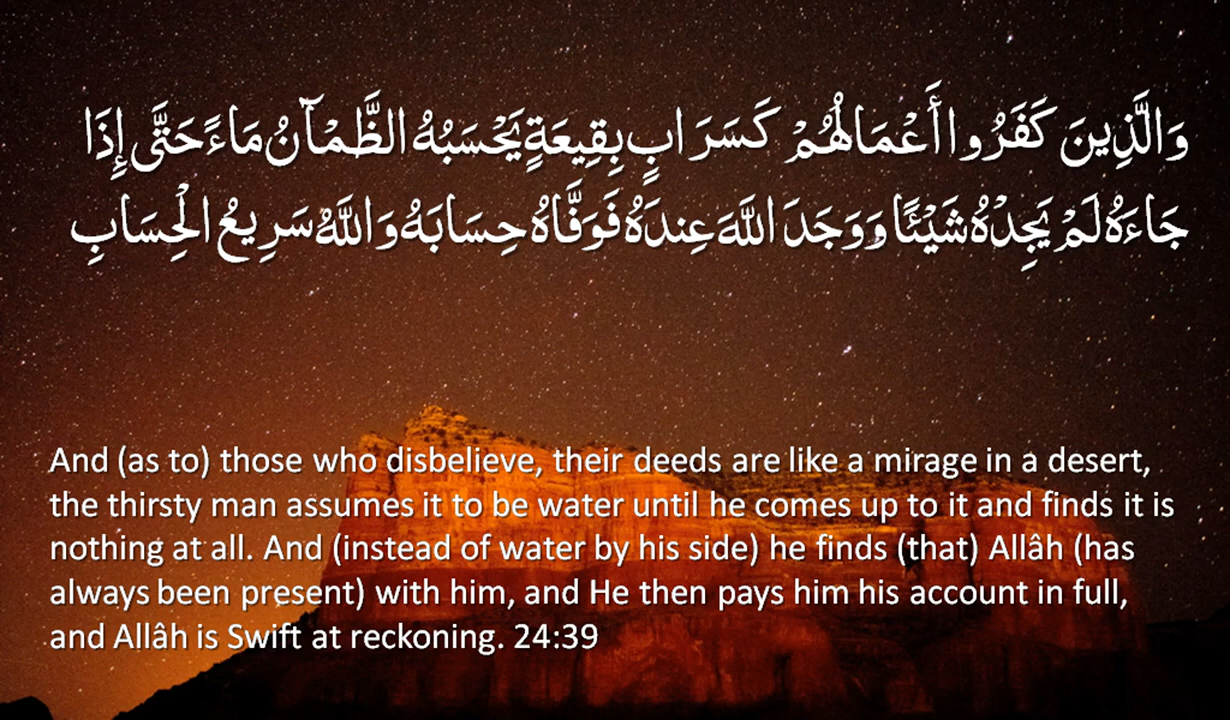 وَالَّذِينَ كَفَرُوا أَعْمَالُهُمْ كَسَرَابٍ بِقِيعَةٍ يَحْسَبُهُ الظَّمْآنُ مَاءً حَتَّى إِذَا
جَاءَهُ لَمْ يَجِدْهُ شَيْئًا وَوَجَدَ اللَّهَ عِندَهُ فَوَفَّاهُ حِسَابَهُ وَاللَّهُ سَرِيعُ الْحِسَابِ
And (as to) those who disbelieve, their deeds are like a mirage in a desert,
the thirsty man assumes it to be water until he comes up to it and finds it is
nothing at all. And (instead of water by his side) he finds (that) Allâh (has
always been present) with him, and He then pays him his account in full,
and Allâh is Swift at reckoning. 24:39